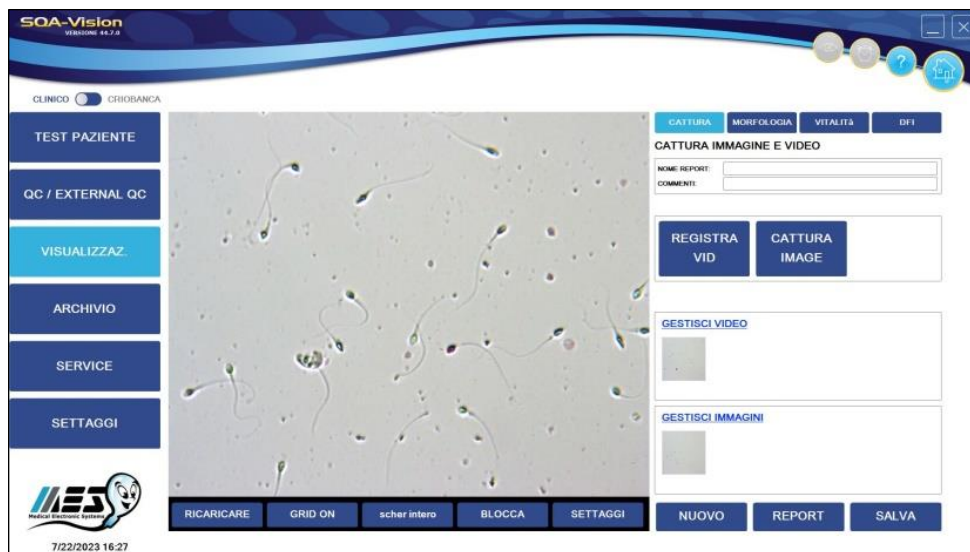 SQA-Vision
VERSIONE 44.7.0
?
CLINICO CRIOBANCA
TEST PAZIENTE
QC / EXTERNAL QC
VISUALIZZAZ.
ARCHIVIO
SERVICE
SETTAGGI
MES
Medical Electronic Systems
7/22/2023 16:27
RICARICARE
GRID ON
scher intero
BLOCCA
SETTAGGI
CATTURA
MORFOLOGIA
VITALITà
DFI
CATTURA IMMAGINE E VIDEO
NOME REPORT:
COMMENTI:
REGISTRA
VID
CATTURA
IMAGE
GESTISCI VIDEO
GESTISCI IMMAGINI
NUOVO
REPORT
SALVA